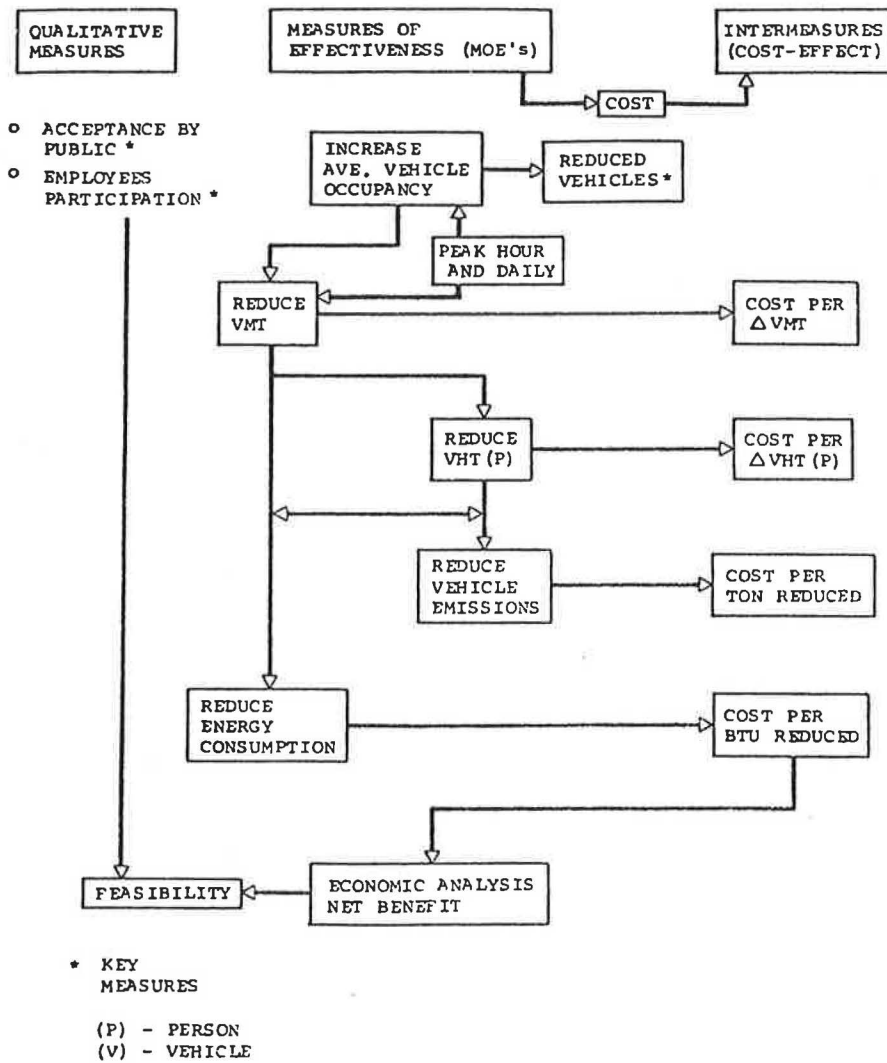 QUALITATIVE
MEASURES
MEASURES OF
EFFECTIVENESS (MOE's)
INTERMEASURES
(COST-EFFECT)
COST
o ACCEPTANCE BY
PUBLIC *
o EMPLOYEES
PARTICIPATION *
INCREASE
AVE. VEHICLE
OCCUPANCY
REDUCED
VEHICLES *
PEAK HOUR
AND DAILY
REDUCE
VMT
COST PER
△ VMT
REDUCE
VHT (P)
COST PER
△ VHT (P)
REDUCE
VEHICLE
EMISSIONS
COST PER
TON REDUCED
REDUCE
ENERGY
CONSUMPTION
COST PER
BTU REDUCED
FEASIBILITY
ECONOMIC ANALYSIS
NET BENEFIT
* KEY
MEASURES
(P) - PERSON
(V) - VEHICLE